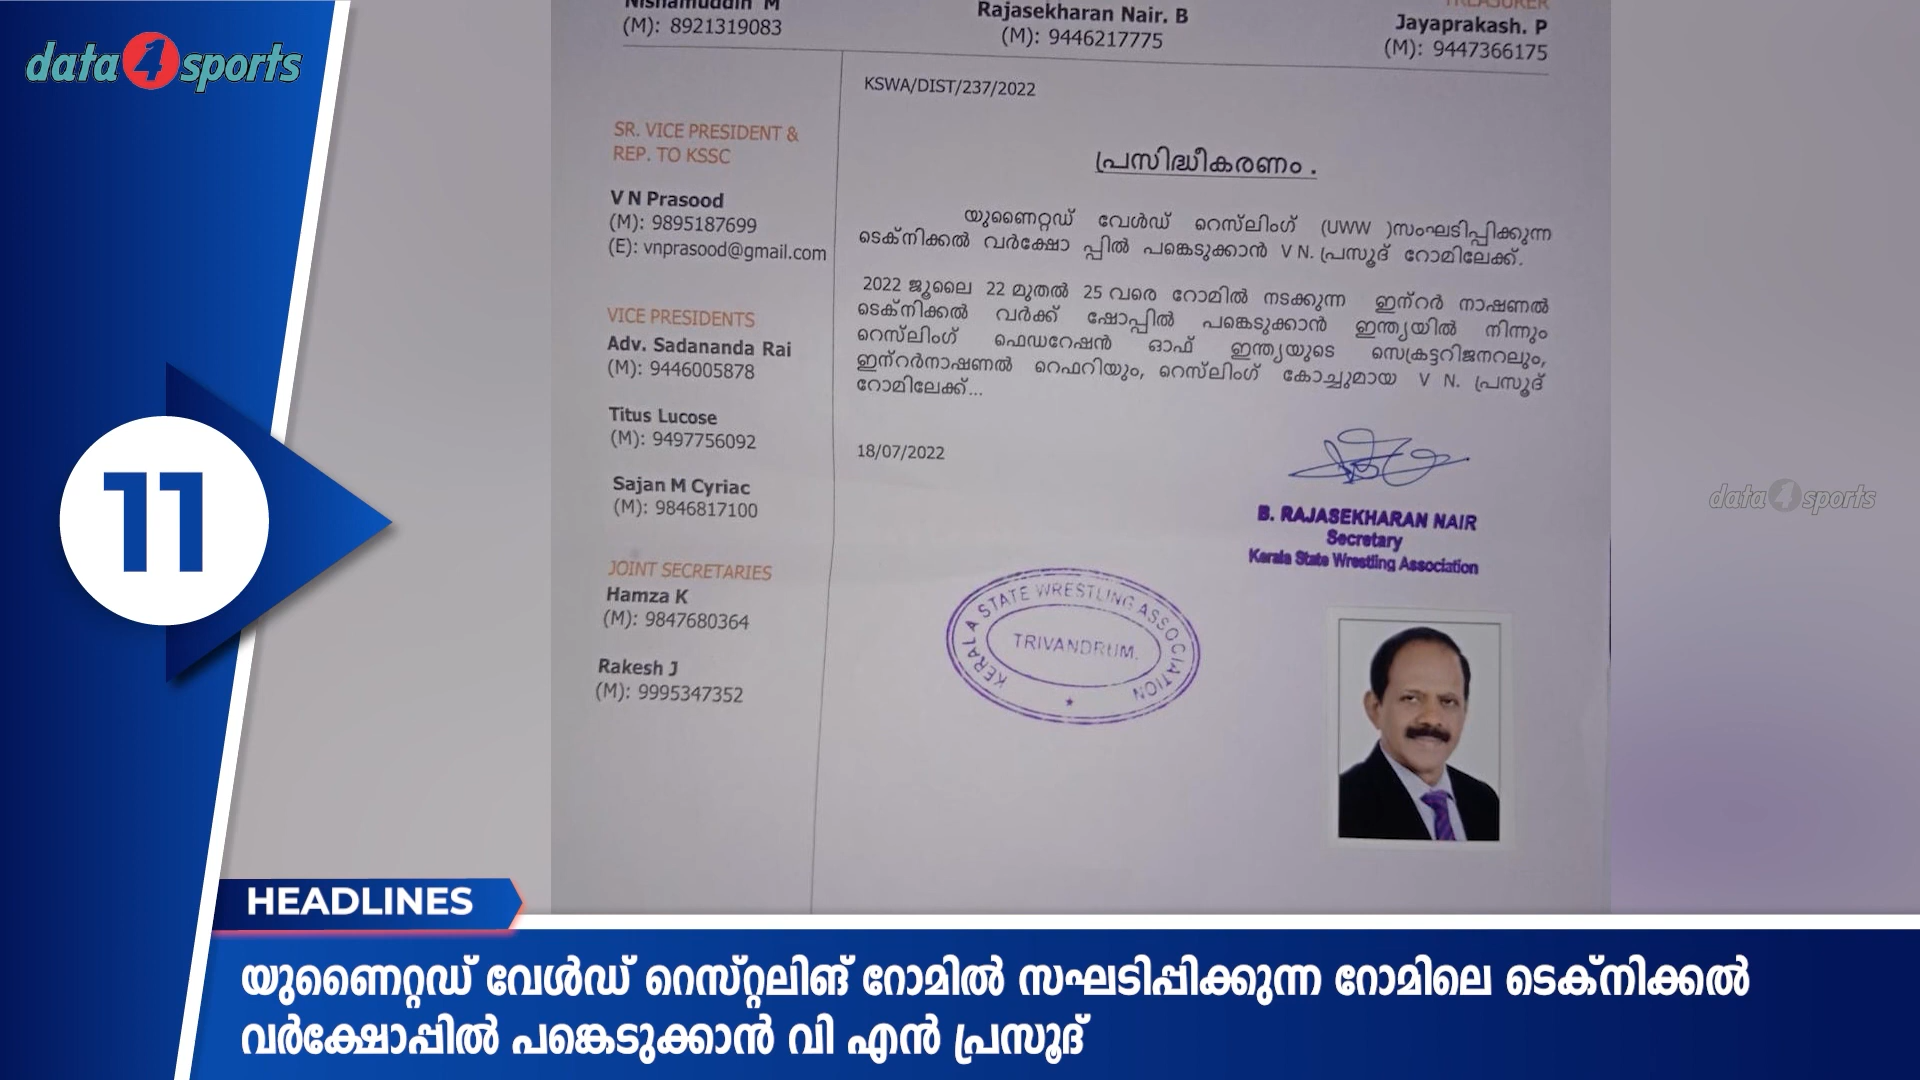 data4sports
Nishamuddin M
(M): 8921319083
Rajasekharan Nair. B
(M): 9446217775
TREASURER
Jayaprakash. P
(M): 9447366175
SR. VICE PRESIDENT &
REP. TO KSSC
V N Prasood
(M): 9895187699
(E): vnprasood@gmail.com
VICE PRESIDENTS
Adv. Sadananda Rai
(M): 9446005878
Titus Lucose
(M): 9497756092
Sajan M Cyriac
(M): 9846817100
JOINT SECRETARIES
Hamza K
(M): 9847680364
Rakesh J
(M): 9995347352
KSWA/DIST/237/2022
പ്രസിദ്ധീകരണം .
യുണൈറ്റഡ് വേൾഡ് റെസ്‌ലിംഗ് (UWW )സംഘടിപ്പിക്കുന്ന
ടെക്നിക്കൽ വർക്ഷോ പ്പിൽ പങ്കെടുക്കാൻ V N. പ്രസൂദ് റോമിലേക്ക്.
2022 ജൂലൈ 22 മുതൽ 25 വരെ റോമിൽ നടക്കുന്ന ഇന്റർ നാഷണൽ
ടെക്നിക്കൽ വർക്ക് ഷോപ്പിൽ പങ്കെടുക്കാൻ ഇന്ത്യയിൽ നിന്നും
റെസ്‌ലിംഗ് ഫെഡറേഷൻ ഓഫ് ഇന്ത്യയുടെ സെക്രട്ടറിജനറലും,
ഇന്റർനാഷണൽ റെഫറിയും, റെസ്‌ലിംഗ് കോച്ചുമായ V N. പ്രസൂദ്
റോമിലേക്ക്...
18/07/2022
B. RAJASEKHARAN NAIR
Secretary
Kerala State Wrestling Association
KERALA STATE WRESTLING ASSOCIATION
TRIVANDRUM.
data4sports
11
HEADLINES
യുണൈറ്റഡ് വേൾഡ് റെസ്റ്റലിങ് റോമിൽ സഘടിപ്പിക്കുന്ന റോമിലെ ടെക്നിക്കൽ
വർക്ഷോപ്പിൽ പങ്കെടുക്കാൻ വി എൻ പ്രസൂദ്